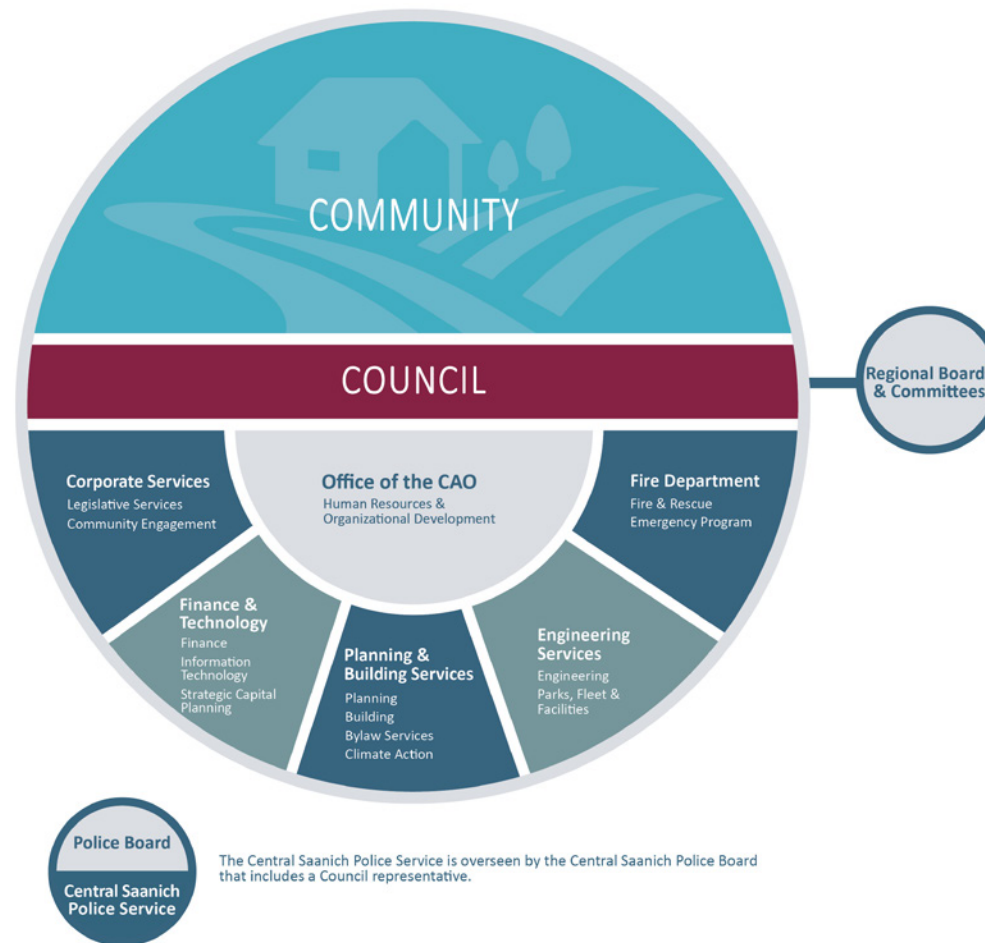 COMMUNITY
COUNCIL
Regional Board
& Committees
Corporate Services
Legislative Services
Community Engagement
Office of the CAO
Human Resources &
Organizational Development
Fire Department
Fire & Rescue
Emergency Program
Finance &
Technology
Finance
Information
Technology
Strategic Capital
Planning
Planning &
Building Services
Planning
Building
Bylaw Services
Climate Action
Engineering
Services
Engineering
Parks, Fleet &
Facilities
Police Board
Central Saanich
Police Service
The Central Saanich Police Service is overseen by the Central Saanich Police Board
that includes a Council representative.